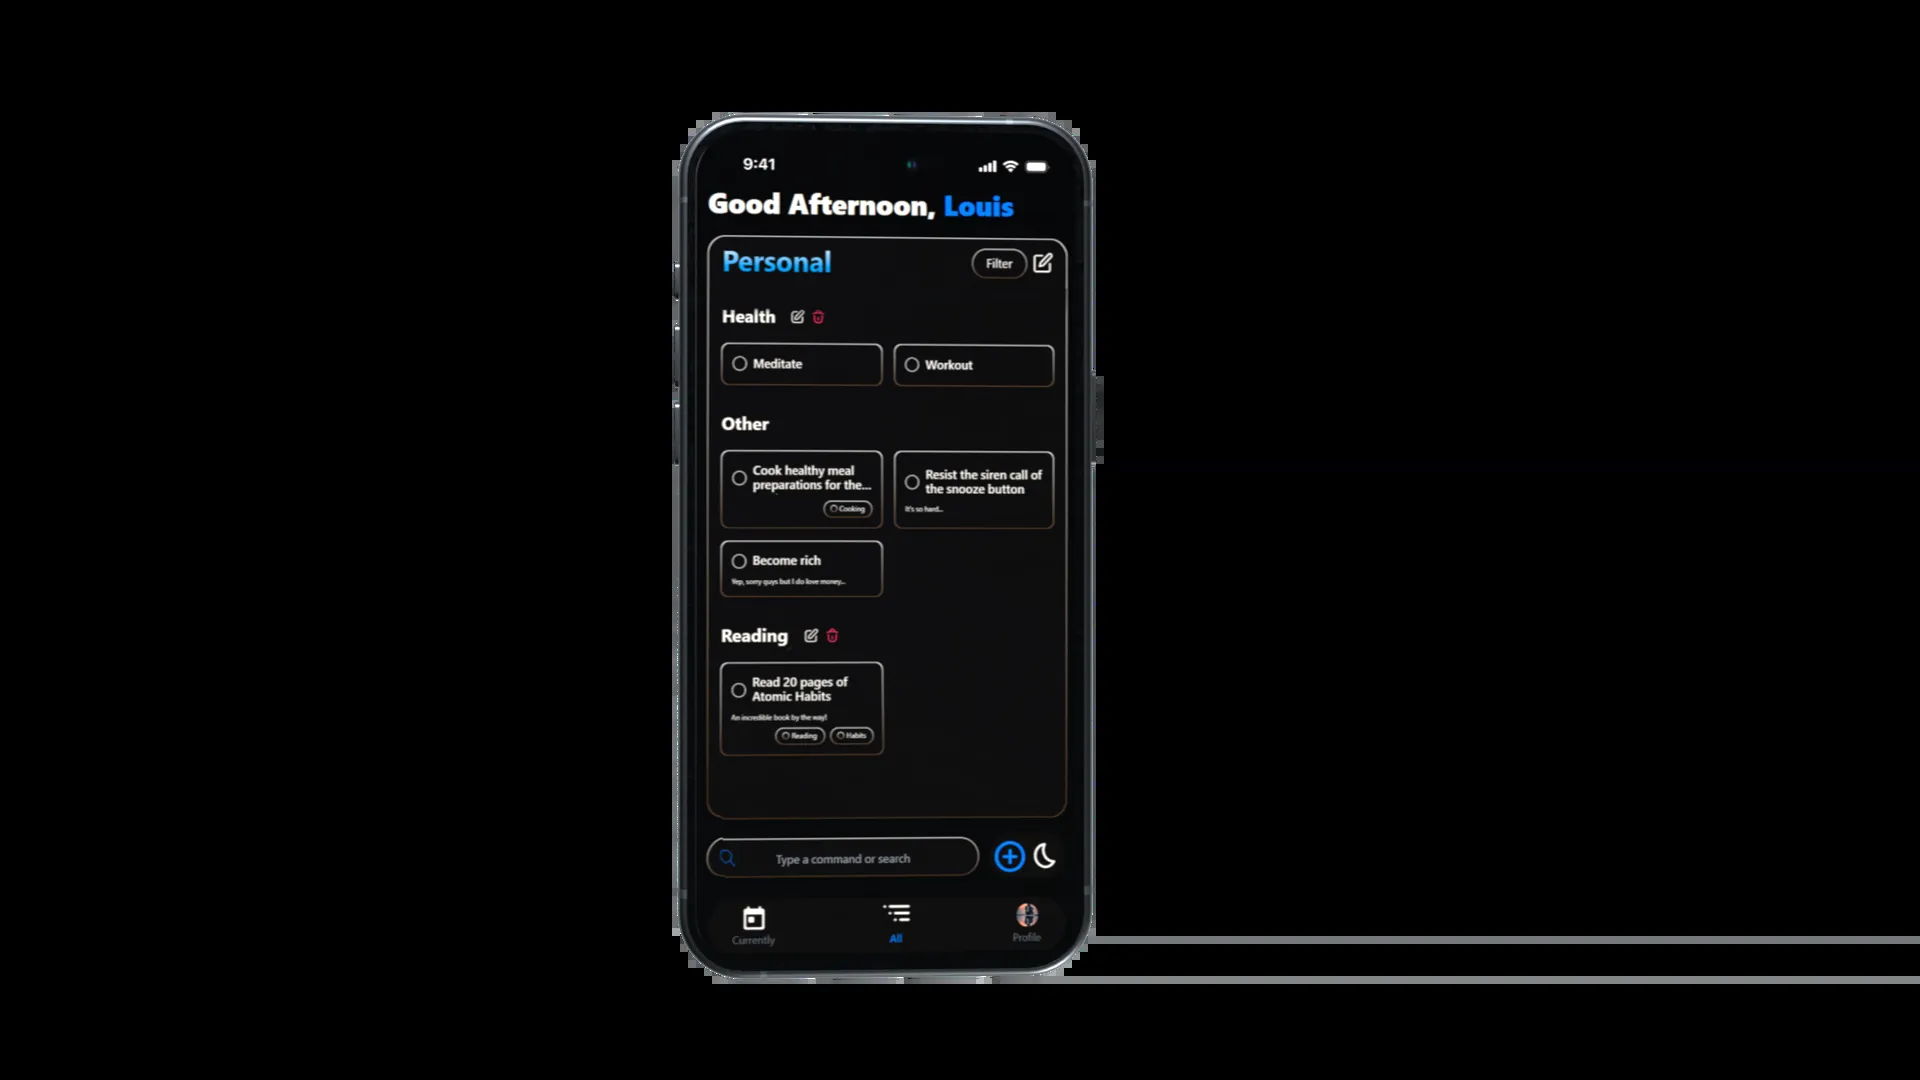 9:41
Good Afternoon, Louis
Personal
Filter
Health
Meditate
Workout
Other
Cook healthy meal
preparations for the...
Cooking
Resist the siren call of
the snooze button
It's so hard...
Become rich
Yep, sorry guys but I do love money...
Reading
Read 20 pages of
Atomic Habits
An incredible book by the way!
Reading
Habits
Type a command or search
Currently
All
Profile